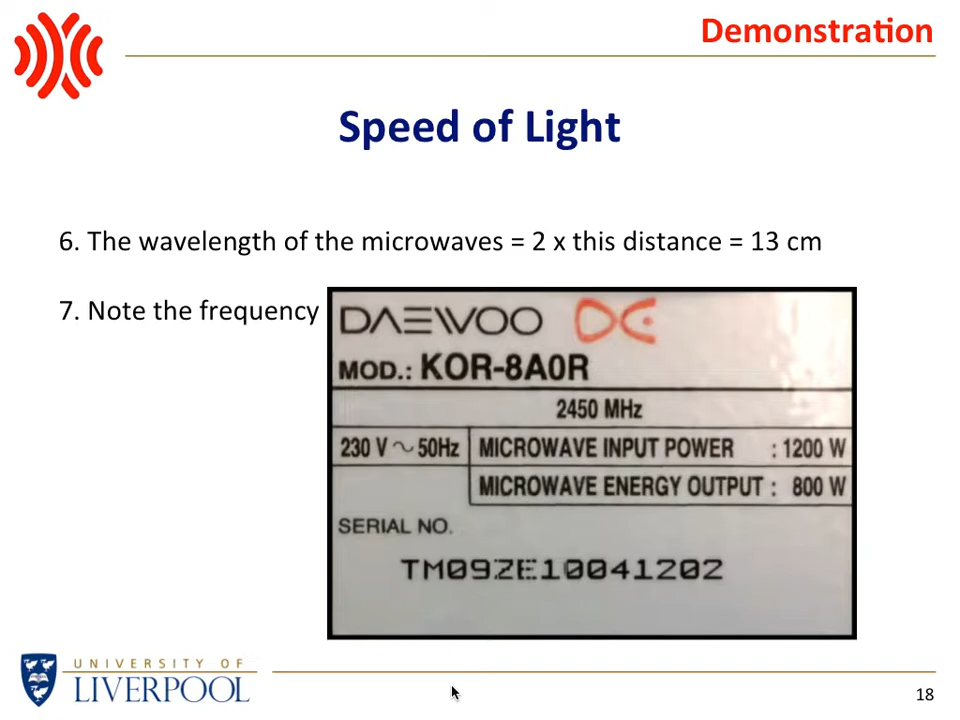 Demonstration
Speed of Light
6. The wavelength of the microwaves = 2 x this distance = 13 cm
7. Note the frequency
DAEWOO
MOD.: KOR-8A0R
2450 MHz
230 V ~ 50Hz MICROWAVE INPUT POWER : 1200 W
MICROWAVE ENERGY OUTPUT : 800 W
SERIAL NO.
TM09ZE10041202
UNIVERSITY OF
LIVERPOOL
18